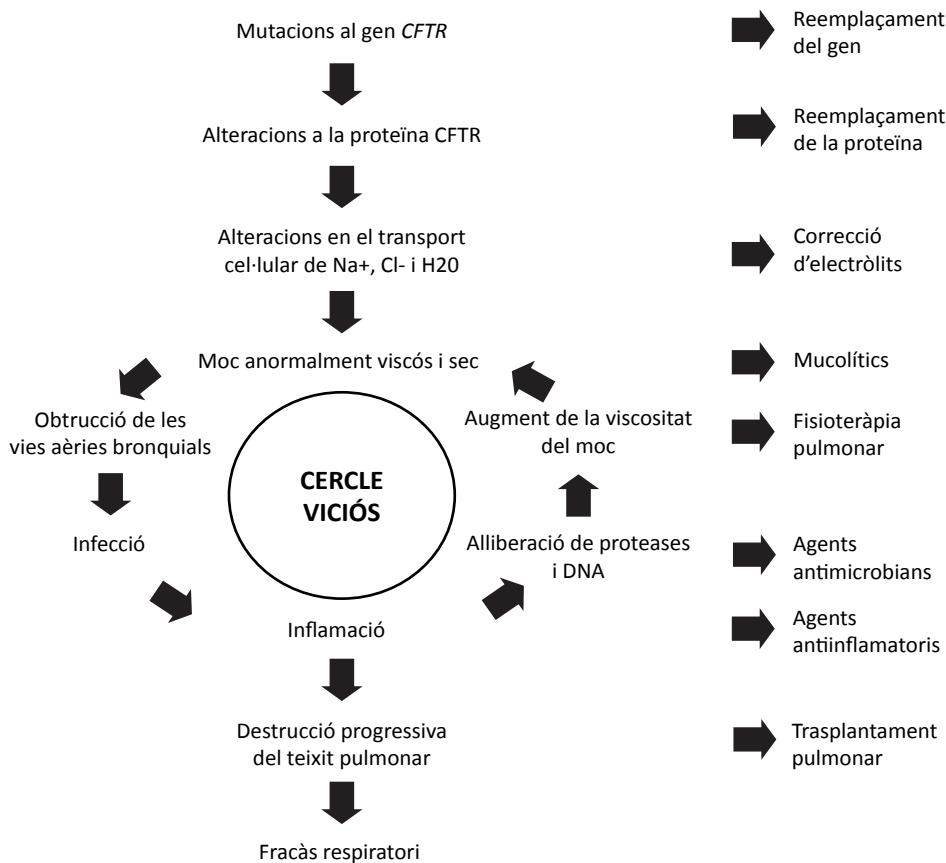 Mutacions al gen CFTR
Alteracions a la proteïna CFTR
Alteracions en el transport
cel·lular de Na+, Cl- i H20
Moc anormalment viscós i sec
Obtrucció de les
vies aèries bronquials
Infecció
CERCLE
VICIÓS
Augment de la viscositat
del moc
Alliberació de proteases
i DNA
Inflamació
Destrucció progressiva
del teixit pulmonar
Fracàs respiratori
Reemplaçament
del gen
Reemplaçament
de la proteïna
Correcció
d’electròlits
Mucolítics
Fisioteràpia
pulmonar
Agents
antimicrobians
Agents
antiinflamatoris
Trasplantament
pulmonar